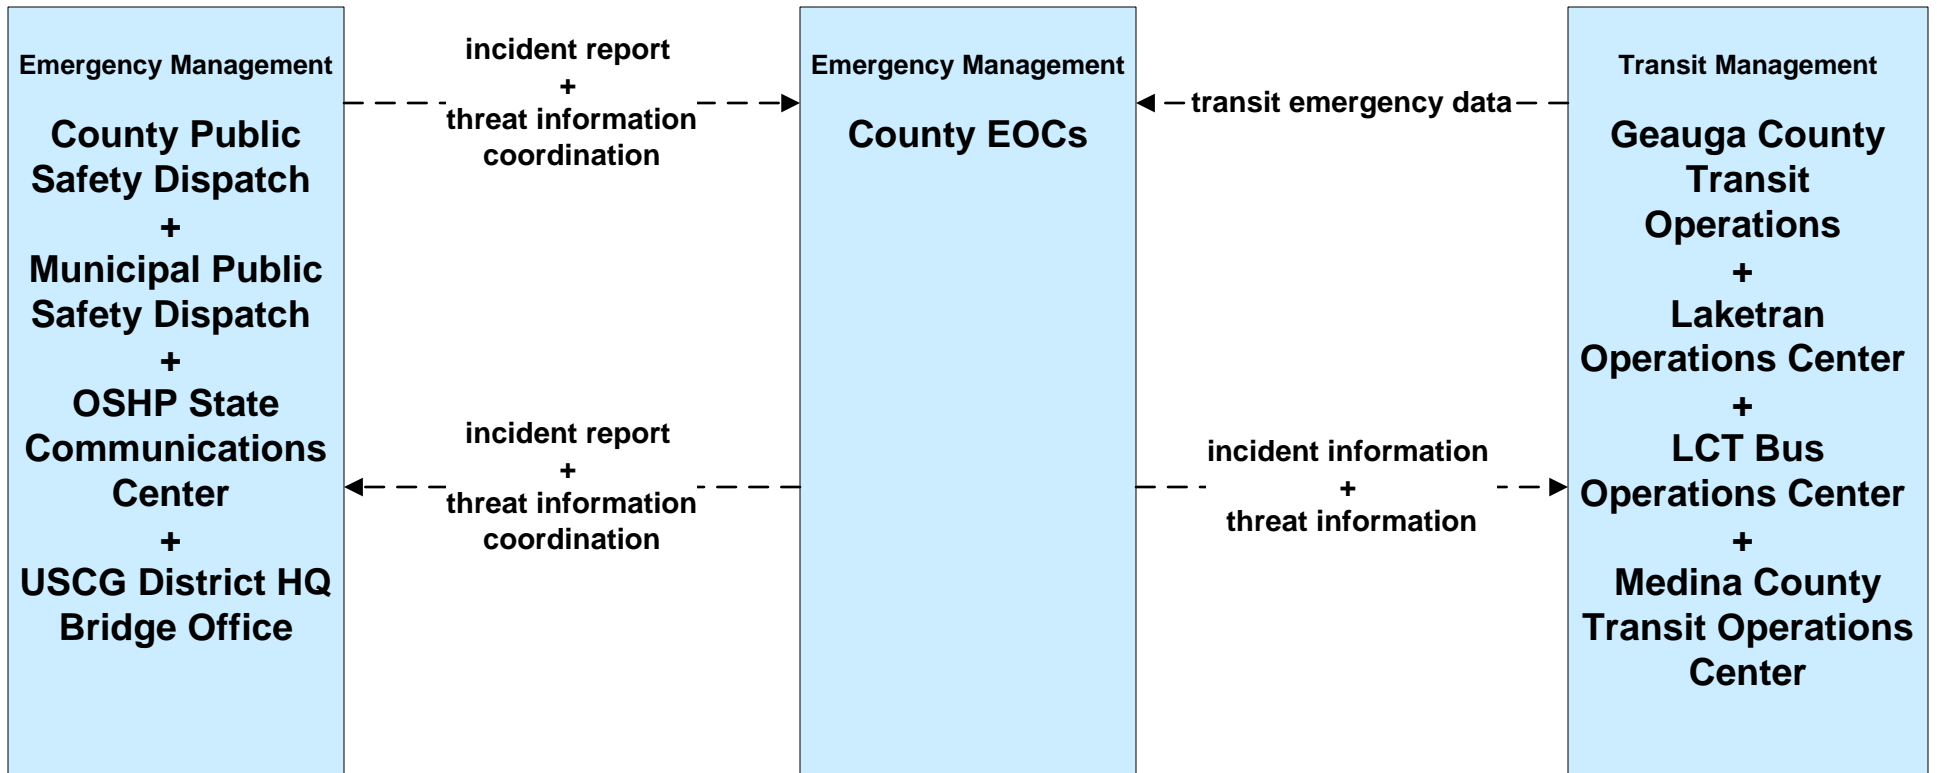 Emergency Management
County Public
Safety Dispatch
+
Municipal Public
Safety Dispatch
+
OSHP State
Communications
Center
+
USCG District HQ
Bridge Office
incident report
+
threat information
coordination
incident report
+
threat information
coordination
Emergency Management
County EOCs
transit emergency data
incident information
+
threat information
Transit Management
Geauga County
Transit
Operations
+
Laketran
Operations Center
+
LCT Bus
Operations Center
+
Medina County
Transit Operations
Center